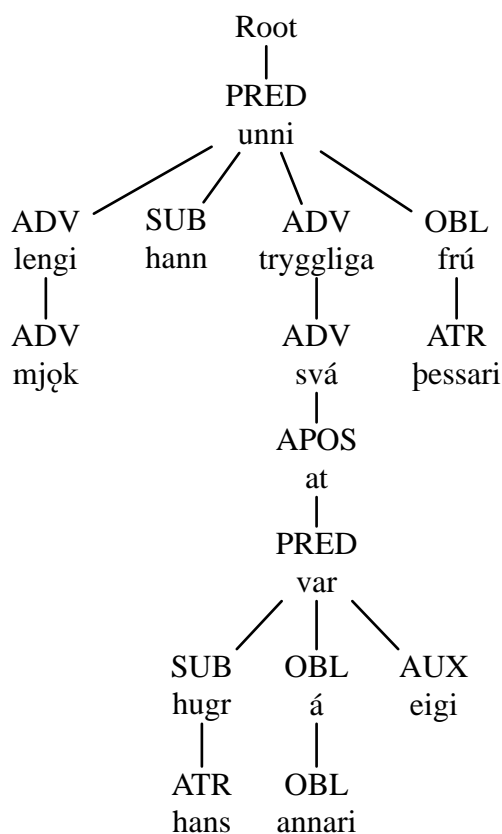 Root
PRED
unni
ADV SUB ADV OBL
lengi hann tryggliga frú
ADV ADV ATR
mjǫk svá þessari
APOS
at
PRED
var
SUB OBL AUX
hugr á eigi
ATR OBL
hans annari